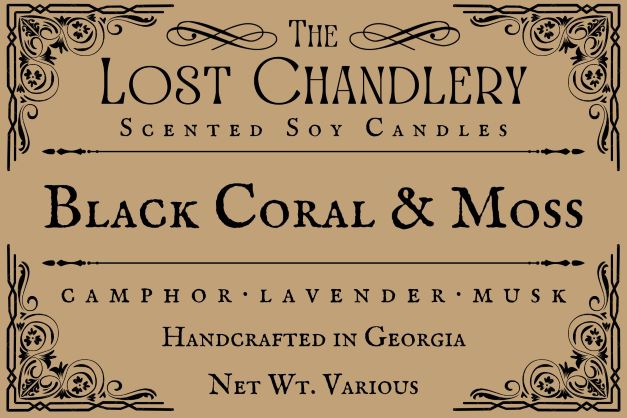 The
Lost Chandlery
Scented Soy Candles
Black Coral & Moss
CAMPHOR·LAVENDER·MUSK
Handcrafted in Georgia
Net Wt. Various